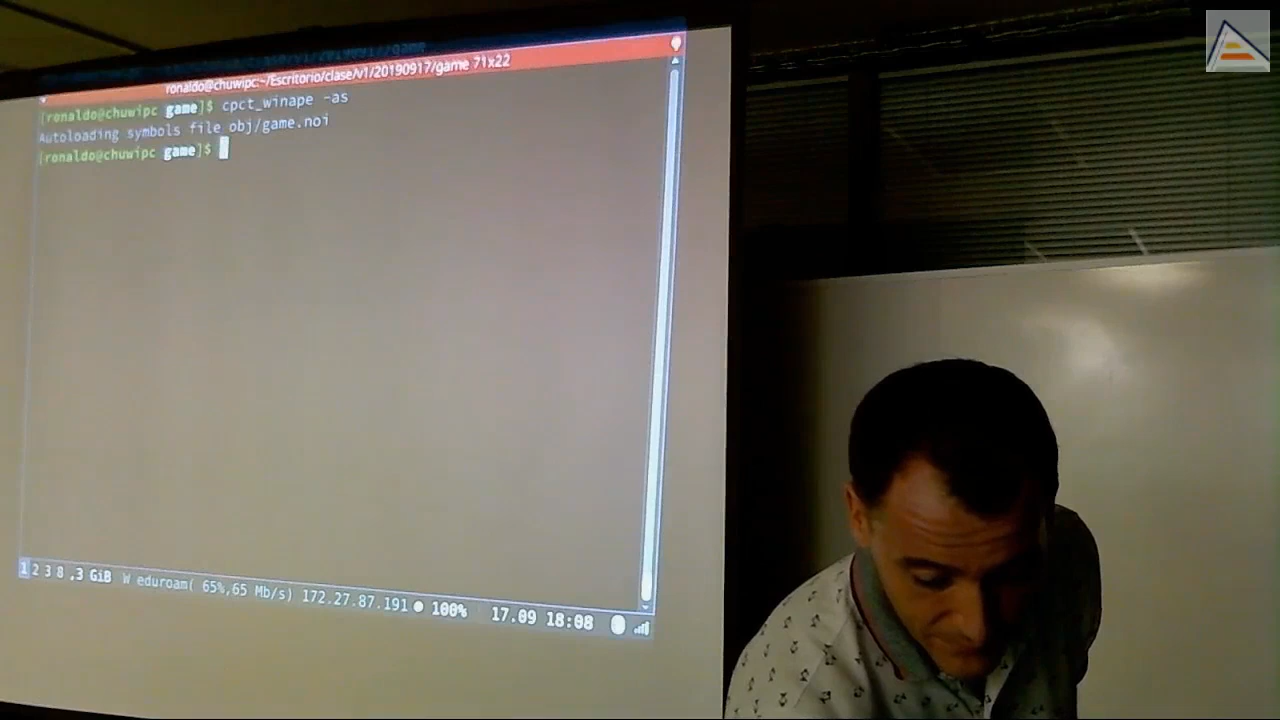 ronaldo@chuwipc:~/Escritorio/clase/v1/20190917/game 71x22
[ronaldo@chuwipc game]$ cpct_winape -as
Autoloading symbols file obj/game.noi
[ronaldo@chuwipc game]$
1 2 3 8 ,3 GiB W eduroam( 65%,65 Mb/s) 172.27.87.191 100% 17.09 18:08